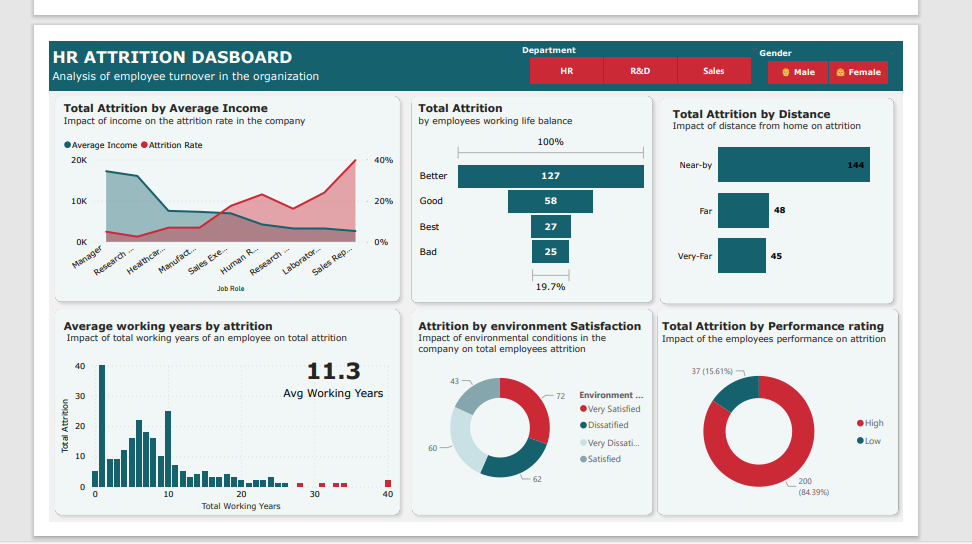 HR ATTRITION DASBOARD
Analysis of employee turnover in the organization
Department
HR
R&D
Sales
Gender
Male
Female
Total Attrition by Average Income
Impact of income on the attrition rate in the company
Average Income
Attrition Rate
20K
10K
0K
40%
20%
0%
Manager
Research ...
Healthcar...
Manufact...
Sales Exe...
Human R...
Research ...
Laborator...
Sales Rep...
Job Role
Total Attrition
by employees working life balance
100%
Better
127
Good
58
Best
27
Bad
25
19.7%
Total Attrition by Distance
Impact of distance from home on attrition
Near-by
144
Far
48
Very-Far
45
Average working years by attrition
Impact of total working years of an employee on total attrition
11.3
Avg Working Years
Total Attrition
40
30
20
10
0
0
10
20
30
40
Total Working Years
Attrition by environment Satisfaction
Impact of environmental conditions in the
company on total employees attrition
43
72
60
62
Environment ...
Very Satisfied
Dissatified
Very Dissati...
Satisfied
Total Attrition by Performance rating
Impact of the employees performance on attrition
37 (15.61%)
200
(84.39%)
High
Low